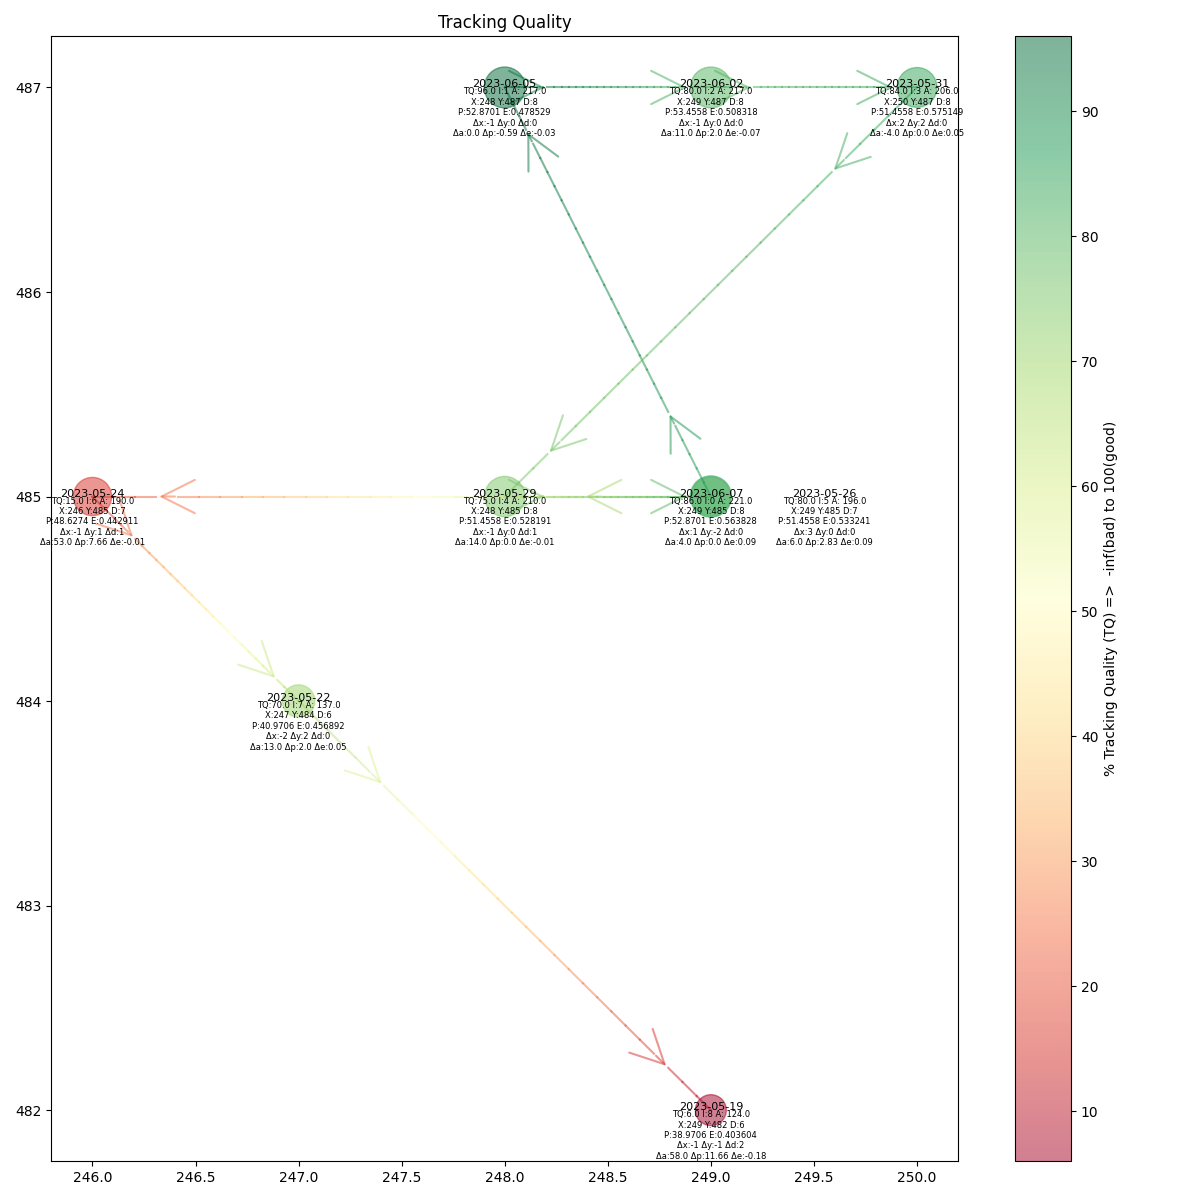 Tracking Quality
2023-06-05
TQ:96.0 I:1 A: 217.0
X:248 Y:487 D:8
P:52.8701 E:0.478529
Δx:-1 Δy:0 Δd:0
Δa:0.0 Δp:-0.59 Δe:-0.03
2023-06-02
TQ:80.0 I:2 A: 217.0
X:249 Y:487 D:8
P:53.4558 E:0.508318
Δx:-1 Δy:0 Δd:0
Δa:11.0 Δp:2.0 Δe:-0.07
2023-05-31
TQ:84.0 I:3 A: 206.0
X:250 Y:487 D:8
P:51.4558 E:0.575149
Δx:2 Δy:2 Δd:0
Δa:-4.0 Δp:0.0 Δe:0.05
2023-05-24
TQ:15.0 I:6 A: 190.0
X:246 Y:485 D:7
P:48.6274 E:0.442911
Δx:-1 Δy:1 Δd:1
Δa:53.0 Δp:7.66 Δe:-0.01
2023-05-29
TQ:75.0 I:4 A: 210.0
X:248 Y:485 D:8
P:51.4558 E:0.528191
Δx:-1 Δy:0 Δd:1
Δa:14.0 Δp:0.0 Δe:-0.01
2023-06-07
TQ:86.0 I:0 A: 221.0
X:249 Y:485 D:8
P:52.8701 E:0.563828
Δx:1 Δy:-2 Δd:0
Δa:4.0 Δp:0.0 Δe:0.09
2023-05-26
TQ:80.0 I:5 A: 196.0
X:249 Y:485 D:7
P:51.4558 E:0.533241
Δx:3 Δy:0 Δd:0
Δa:6.0 Δp:2.83 Δe:0.09
2023-05-22
TQ:70.0 I:7 A: 137.0
X:247 Y:484 D:6
P:40.9706 E:0.456892
Δx:-2 Δy:2 Δd:0
Δa:13.0 Δp:2.0 Δe:0.05
2023-05-19
TQ:6.0 I:8 A: 124.0
X:249 Y:482 D:6
P:38.9706 E:0.403604
Δx:-1 Δy:-1 Δd:2
Δa:58.0 Δp:11.66 Δe:-0.18
487
486
485
484
483
482
246.0 246.5 247.0 247.5 248.0 248.5 249.0 249.5 250.0
90
80
70
60
50
40
30
20
10
% Tracking Quality (TQ) => -inf(bad) to 100(good)